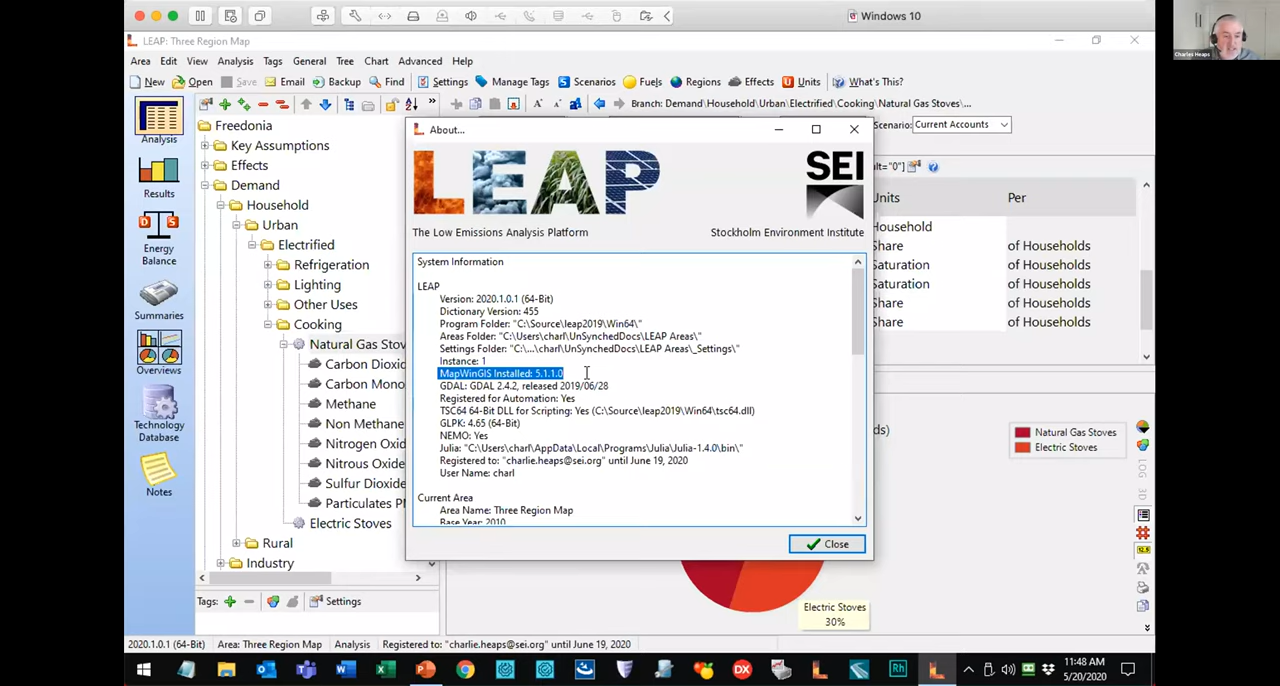 Windows 10
Charles Heaps
LEAP: Three Region Map
Area Edit View Analysis Tags General Tree Chart Advanced Help
New Open Save Email Backup Find Settings Manage Tags Scenarios Fuels Regions Effects Units What's This?
Branch: Demand\Household\Urban\Electrified\Cooking\Natural Gas Stoves\...
Scenario: Current Accounts
Analysis
Results
Energy
Balance
Summaries
Overviews
Technology
Database
Notes
Freedonia
Key Assumptions
Effects
Demand
Household
Urban
Electrified
Refrigeration
Lighting
Other Uses
Cooking
Natural Gas Stov
Carbon Dioxi
Carbon Mono
Methane
Non Methane
Nitrogen Oxid
Nitrous Oxide
Sulfur Dioxide
Particulates P
Electric Stoves
Rural
Industry
Tags: Settings
About...
LEAP
SEI
The Low Emissions Analysis Platform
Stockholm Environment Institute
System Information
LEAP
Version: 2020.1.0.1 (64-Bit)
Dictionary Version: 455
Program Folder: "C:\Source\leap2019\Win64\"
Areas Folder: "C:\Users\charl\UnSynchedDocs\LEAP Areas\"
Settings Folder: "C:\...\charl\UnSynchedDocs\LEAP Areas\_Settings\"
Instance: 1
MapWinGIS Installed: 5.1.1.0
GDAL: GDAL 2.4.2, released 2019/06/28
Registered for Automation: Yes
TSC64 64-Bit DLL for Scripting: Yes (C:\Source\leap2019\Win64\tsc64.dll)
GLPK: 4.65 (64-Bit)
NEMO: Yes
Julia: "C:\Users\charl\AppData\Local\Programs\Julia\Julia-1.4.0\bin\"
Registered to: "charlie.heaps@sei.org" until June 19, 2020
User Name: charl
Current Area
Area Name: Three Region Map
Base Year: 2010
Close
lt="0"]
Units Per
Household
Share of Households
Saturation of Households
Saturation of Households
Share of Households
Share of Households
ds)
Natural Gas Stoves
Electric Stoves
LOG
3D
Electric Stoves
30%
2020.1.0.1 (64-Bit) Area: Three Region Map Analysis Registered to: "charlie.heaps@sei.org" until June 19, 2020
11:48 AM
5/20/2020